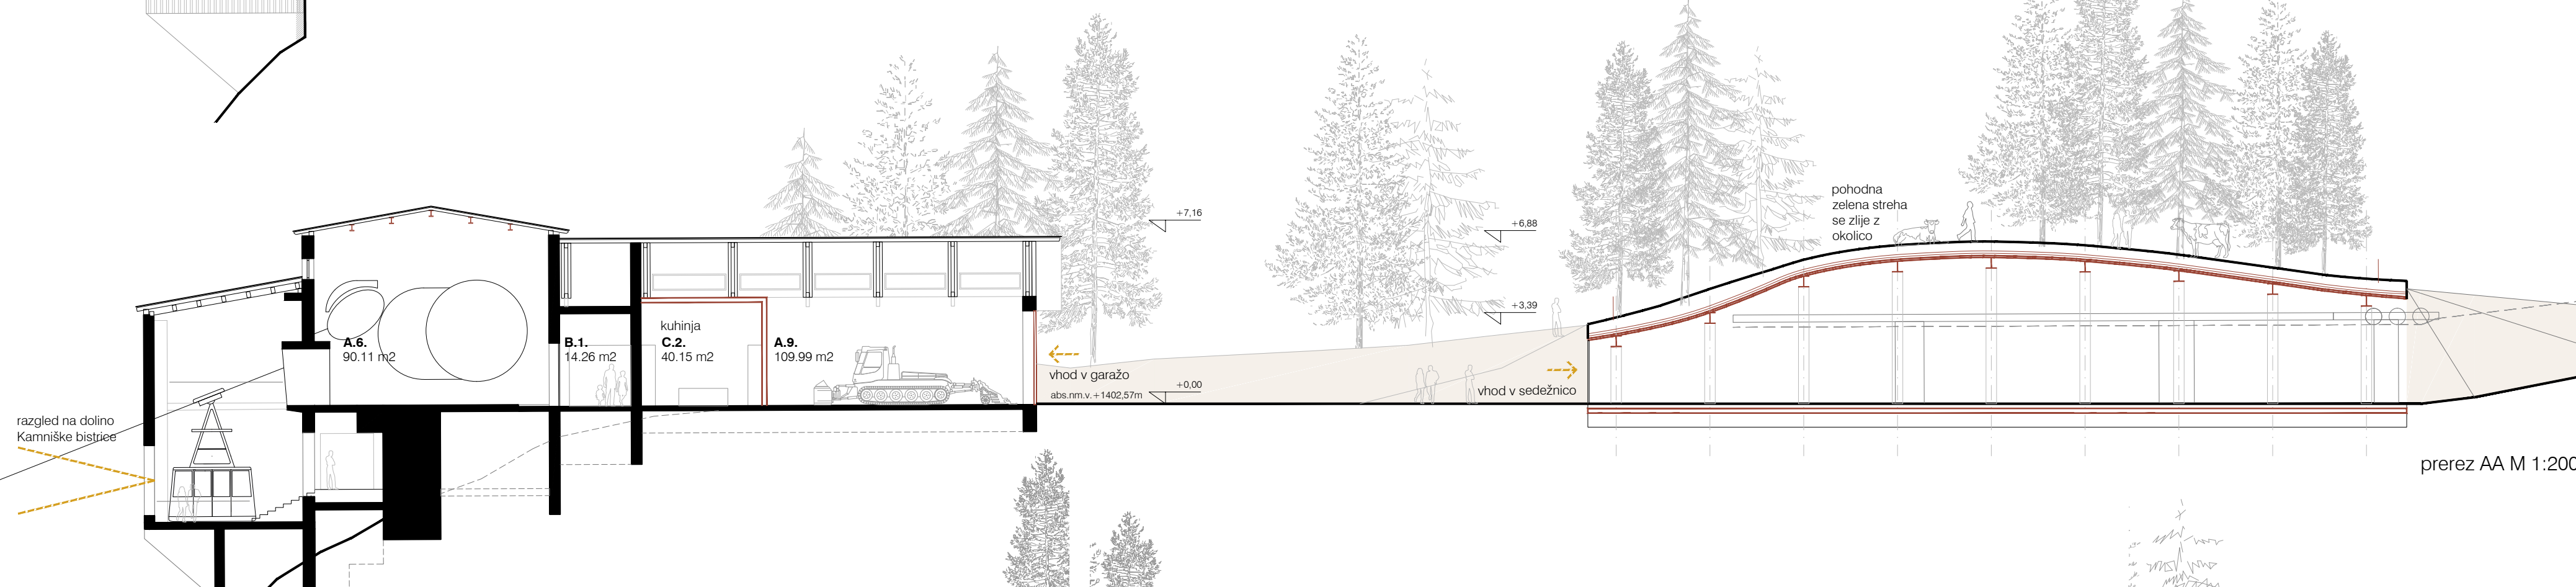 A.6.
90.11 m2
B.1.
14.26 m2
kuhinja
C.2.
40.15 m2
A.9.
109.99 m2
razgled na dolino
Kamniške bistrice
+7,16
vhod v garažo
+0,00
abs.nm.v.+1402,57m
+6,88
+3,39
vhod v sedežnico
pohodna
zelena streha
se zlije z
okolico
prerez AA M 1:200